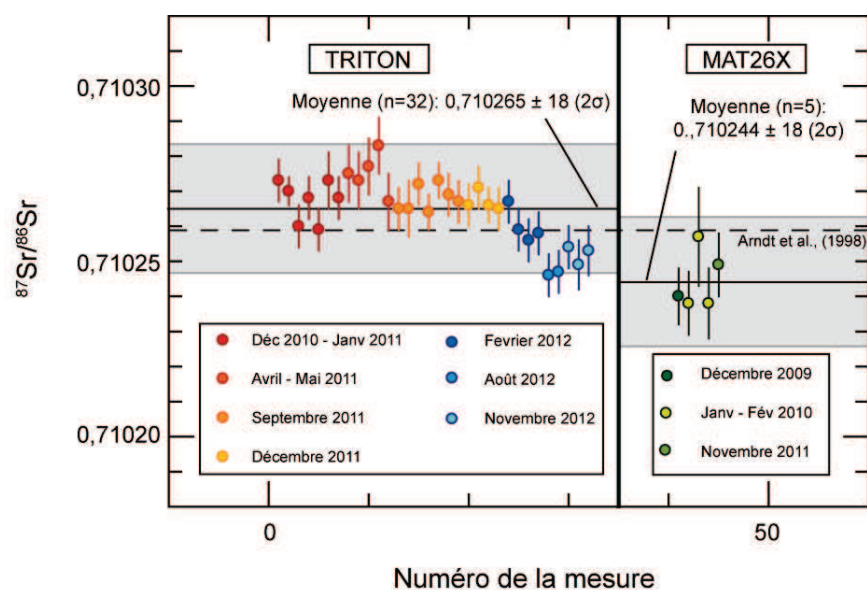 TRITON
MAT26X
Moyenne (n=32): 0,710265 ± 18 (2σ)
Moyenne (n=5):
0.,710244 ± 18 (2σ)
Arndt et al., (1998)
0,71030
0,71025
0,71020
87Sr/86Sr
Déc 2010 - Janv 2011
Avril - Mai 2011
Septembre 2011
Décembre 2011
Fevrier 2012
Août 2012
Novembre 2012
Décembre 2009
Janv - Fév 2010
Novembre 2011
0
50
Numéro de la mesure